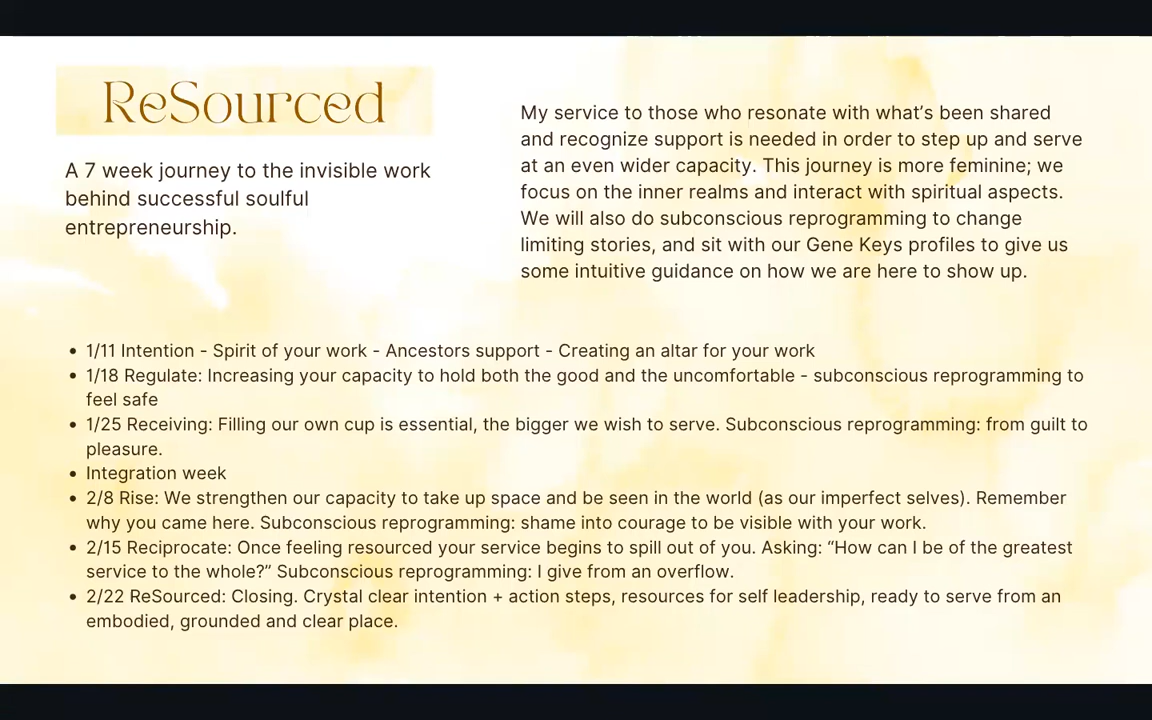 ReSourced
A 7 week journey to the invisible work
behind successful soulful
entrepreneurship.
My service to those who resonate with what’s been shared
and recognize support is needed in order to step up and serve
at an even wider capacity. This journey is more feminine; we
focus on the inner realms and interact with spiritual aspects.
We will also do subconscious reprogramming to change
limiting stories, and sit with our Gene Keys profiles to give us
some intuitive guidance on how we are here to show up.
• 1/11 Intention - Spirit of your work - Ancestors support - Creating an altar for your work
• 1/18 Regulate: Increasing your capacity to hold both the good and the uncomfortable - subconscious reprogramming to
feel safe
• 1/25 Receiving: Filling our own cup is essential, the bigger we wish to serve. Subconscious reprogramming: from guilt to
pleasure.
• Integration week
• 2/8 Rise: We strengthen our capacity to take up space and be seen in the world (as our imperfect selves). Remember
why you came here. Subconscious reprogramming: shame into courage to be visible with your work.
• 2/15 Reciprocate: Once feeling resourced your service begins to spill out of you. Asking: “How can I be of the greatest
service to the whole?” Subconscious reprogramming: I give from an overflow.
• 2/22 ReSourced: Closing. Crystal clear intention + action steps, resources for self leadership, ready to serve from an
embodied, grounded and clear place.